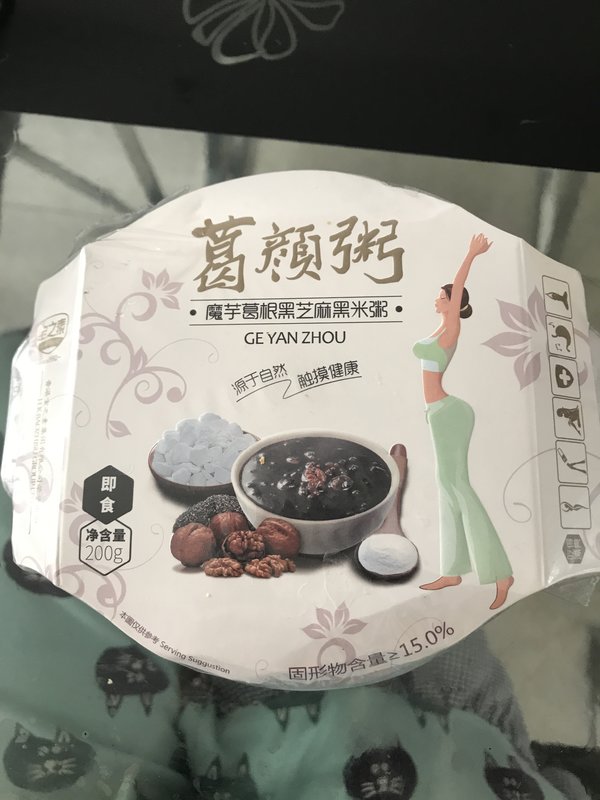 葛颜粥
·魔芋葛根黑芝麻黑米粥·
GE YAN ZHOU
源于自然 触摸健康
即食
净含量
200g
本圖仅供參考 Serving Suggustion
固形物含量≥15.0%